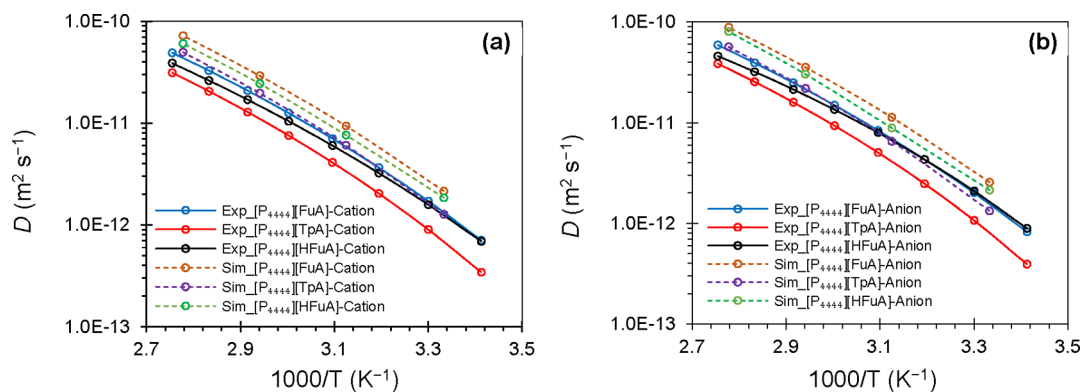 (a)
1.0E-10
1.0E-11
1.0E-12
1.0E-13
D (m² s⁻¹)
Exp_[P₄₄₄₄][FuA]-Cation
Exp_[P₄₄₄₄][TpA]-Cation
Exp_[P₄₄₄₄][HFuA]-Cation
Sim_[P₄₄₄₄][FuA]-Cation
Sim_[P₄₄₄₄][TpA]-Cation
Sim_[P₄₄₄₄][HFuA]-Cation
2.7 2.9 3.1 3.3 3.5
1000/T (K⁻¹)
(b)
1.0E-10
1.0E-11
1.0E-12
1.0E-13
D (m² s⁻¹)
Exp_[P₄₄₄₄][FuA]-Anion
Exp_[P₄₄₄₄][TpA]-Anion
Exp_[P₄₄₄₄][HFuA]-Anion
Sim_[P₄₄₄₄][FuA]-Anion
Sim_[P₄₄₄₄][TpA]-Anion
Sim_[P₄₄₄₄][HFuA]-Anion
2.7 2.9 3.1 3.3 3.5
1000/T (K⁻¹)